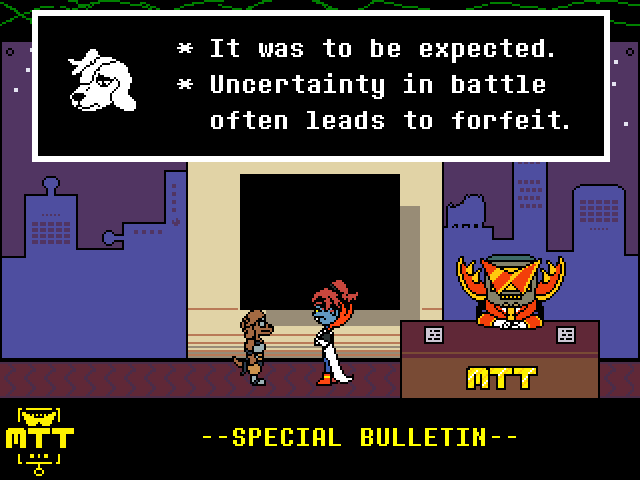 * It was to be expected.
* Uncertainty in battle
often leads to forfeit.
MTT
MTT
--SPECIAL BULLETIN--